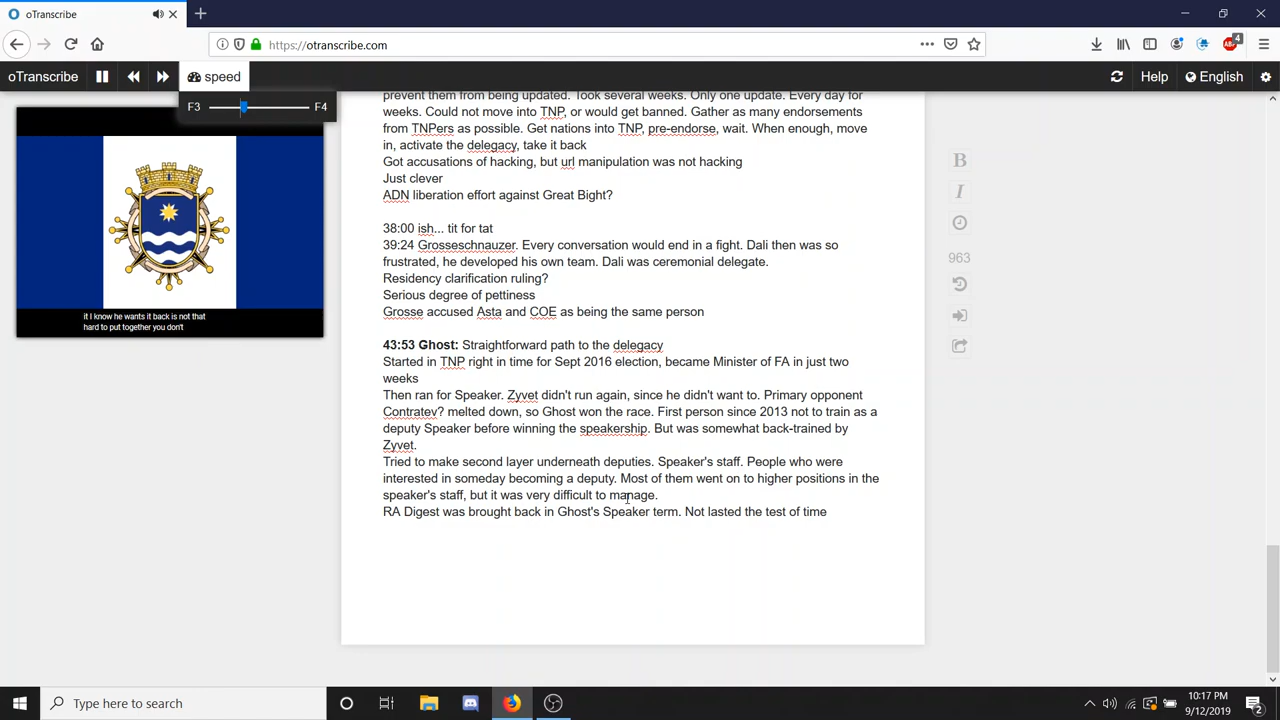 oTranscribe
https://otranscribe.com
4
oTranscribe
speed
Help
English
F3
F4
it I know he wants it back is not that
hard to put together you don't
prevent them from being updated. Took several weeks. Only one update. Every day for
weeks. Could not move into TNP, or would get banned. Gather as many endorsements
from TNPers as possible. Get nations into TNP, pre-endorse, wait. When enough, move
in, activate the delegacy, take it back
Got accusations of hacking, but url manipulation was not hacking
Just clever
ADN liberation effort against Great Bight?
38:00 ish... tit for tat
39:24 Grosseschnauzer. Every conversation would end in a fight. Dali then was so
frustrated, he developed his own team. Dali was ceremonial delegate.
Residency clarification ruling?
Serious degree of pettiness
Grosse accused Asta and COE as being the same person
43:53 Ghost: Straightforward path to the delegacy
Started in TNP right in time for Sept 2016 election, became Minister of FA in just two
weeks
Then ran for Speaker. Zyvet didn't run again, since he didn't want to. Primary opponent
Contratev? melted down, so Ghost won the race. First person since 2013 not to train as a
deputy Speaker before winning the speakership. But was somewhat back-trained by
Zyvet.
Tried to make second layer underneath deputies. Speaker's staff. People who were
interested in someday becoming a deputy. Most of them went on to higher positions in the
speaker's staff, but it was very difficult to manage.
RA Digest was brought back in Ghost's Speaker term. Not lasted the test of time
B
I
963
Type here to search
10:17 PM
9/12/2019
2